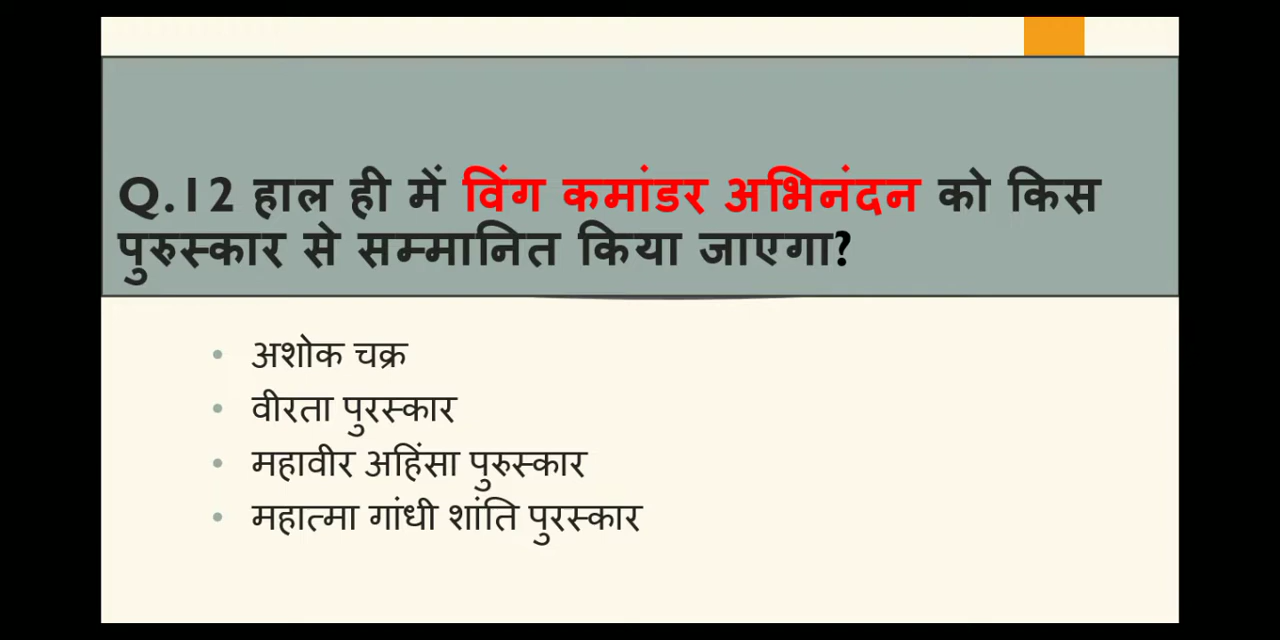 Q.12 हाल ही में विंग कमांडर अभिनंदन को किस
पुरुस्कार से सम्मानित किया जाएगा?
• अशोक चक्र
• वीरता पुरस्कार
• महावीर अहिंसा पुरुस्कार
• महात्मा गांधी शांति पुरस्कार